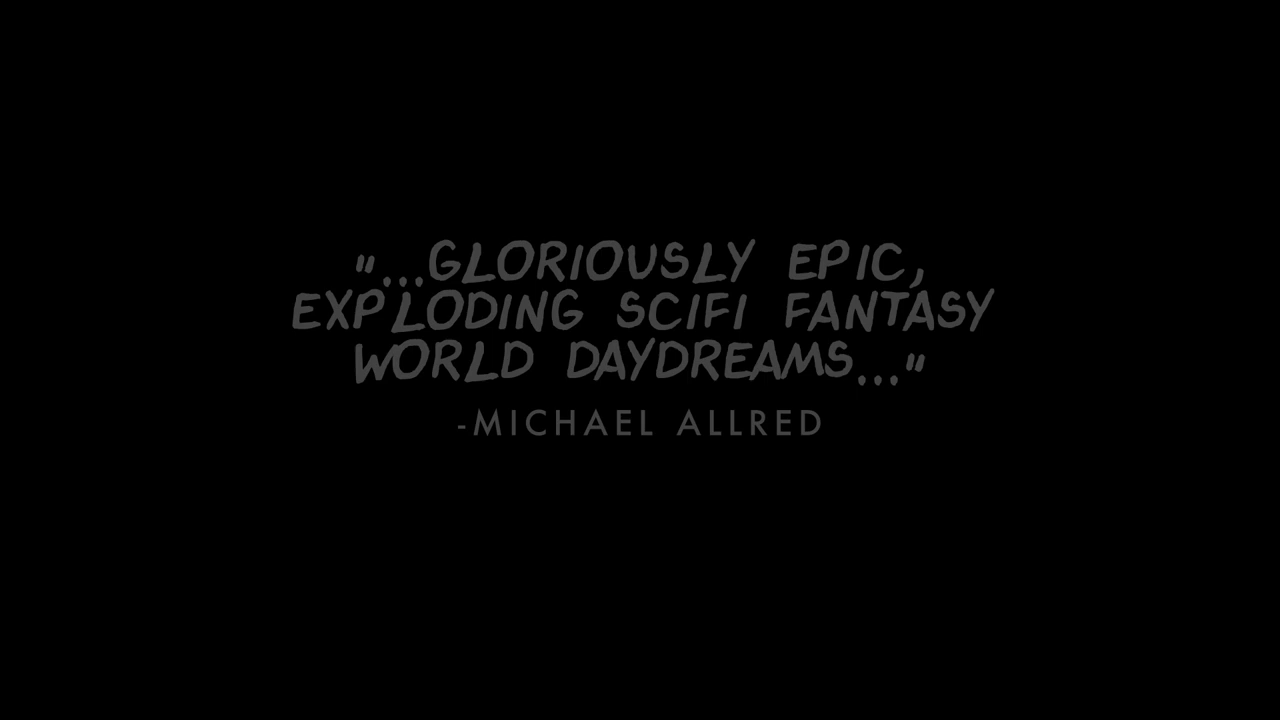 "...GLORIOUSLY EPIC,
EXPLODING SCIFI FANTASY
WORLD DAYDREAMS..."
-MICHAEL ALLRED